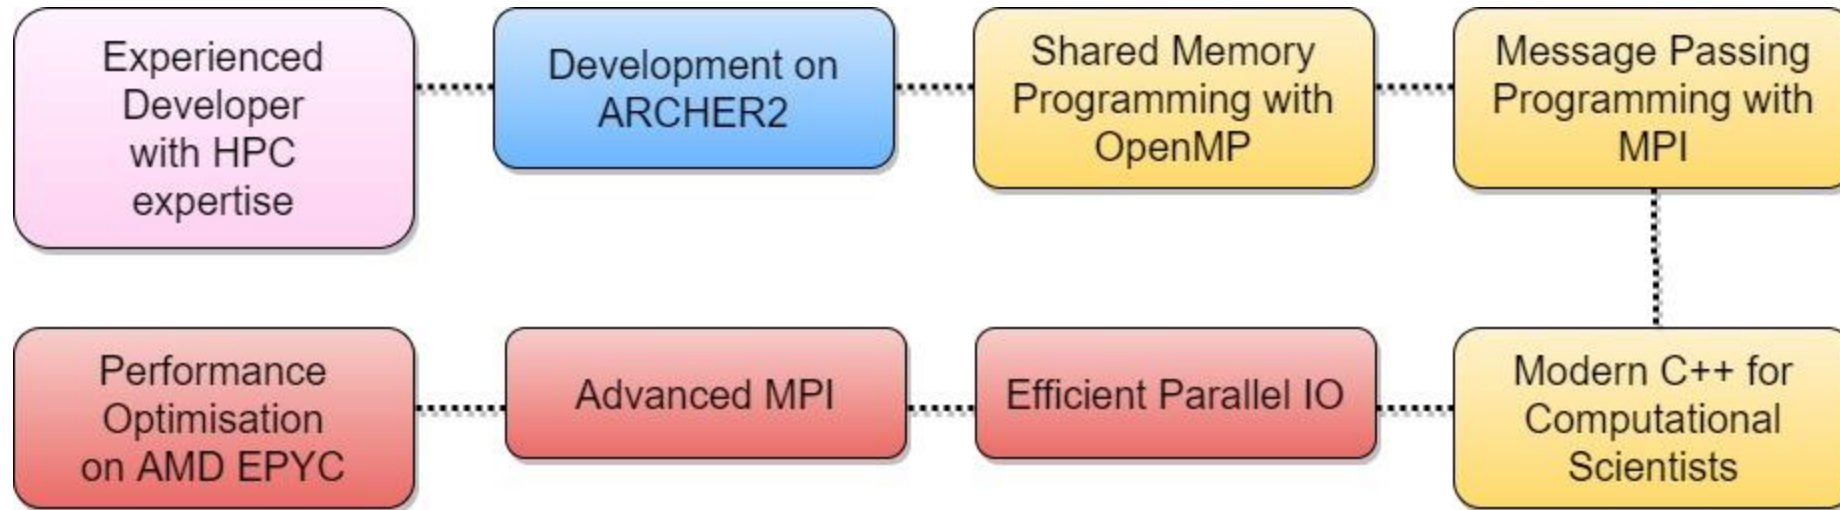 Experienced
Developer
with HPC
expertise
Development on
ARCHER2
Shared Memory
Programming with
OpenMP
Message Passing
Programming with
MPI
Performance
Optimisation
on AMD EPYC
Advanced MPI
Efficient Parallel IO
Modern C++ for
Computational
Scientists